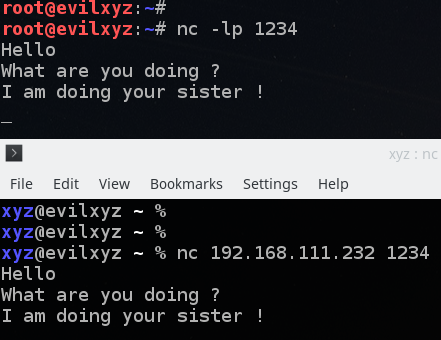 root@evilxyz:~#
root@evilxyz:~# nc -lp 1234
Hello
What are you doing ?
I am doing your sister !
_
xyz : nc
File Edit View Bookmarks Settings Help
xyz@evilxyz ~ %
xyz@evilxyz ~ %
xyz@evilxyz ~ % nc 192.168.111.232 1234
Hello
What are you doing ?
I am doing your sister !